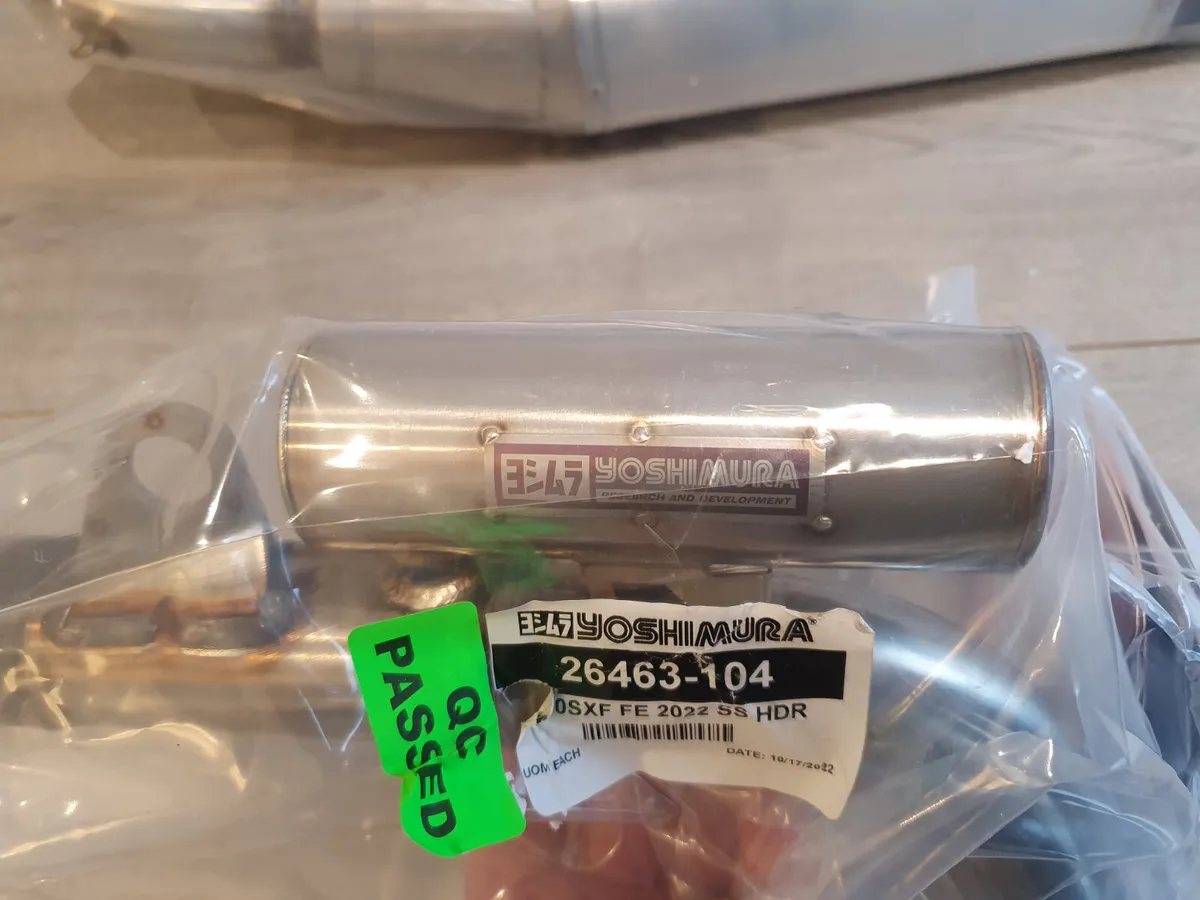 ヨシムラ YOSHIMURA
RESEARCH AND DEVELOPMENT
ヨシムラ YOSHIMURA
26463-104
0SXF FE 2022 SS HDR
UOM EACH
DATE: 10/17/2022
QC
PASSED